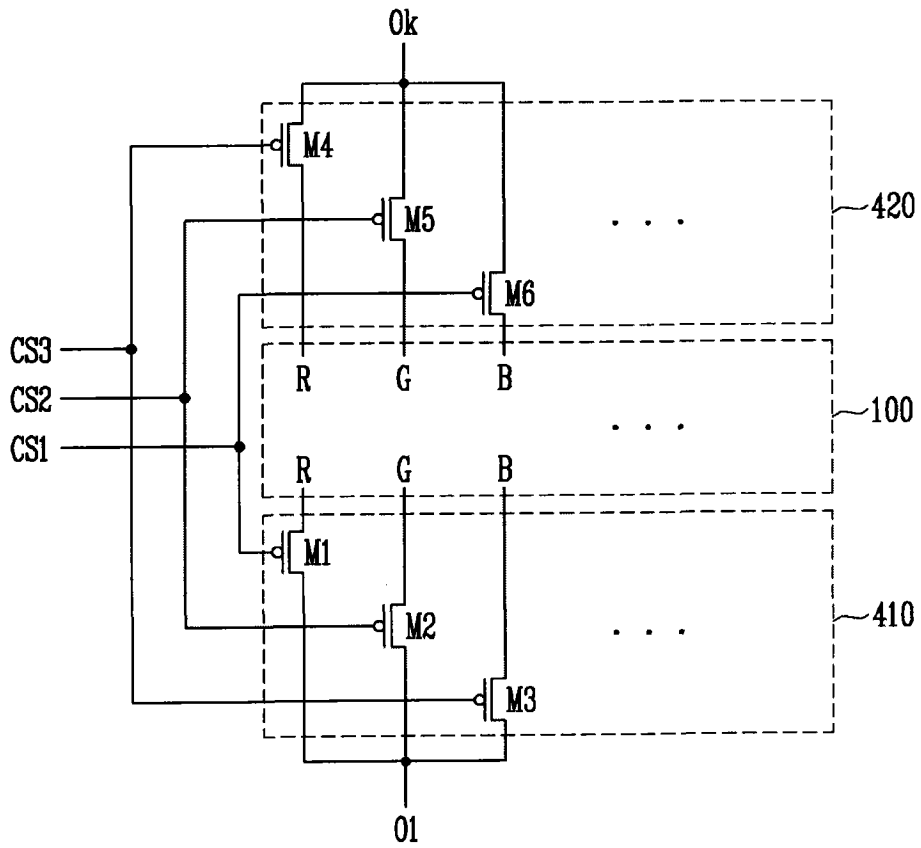 Ok
M4
M5
. . .
420
M6
CS3
R G B
CS2
. . .
100
CS1
R G B
M1
M2
. . .
410
M3
O1